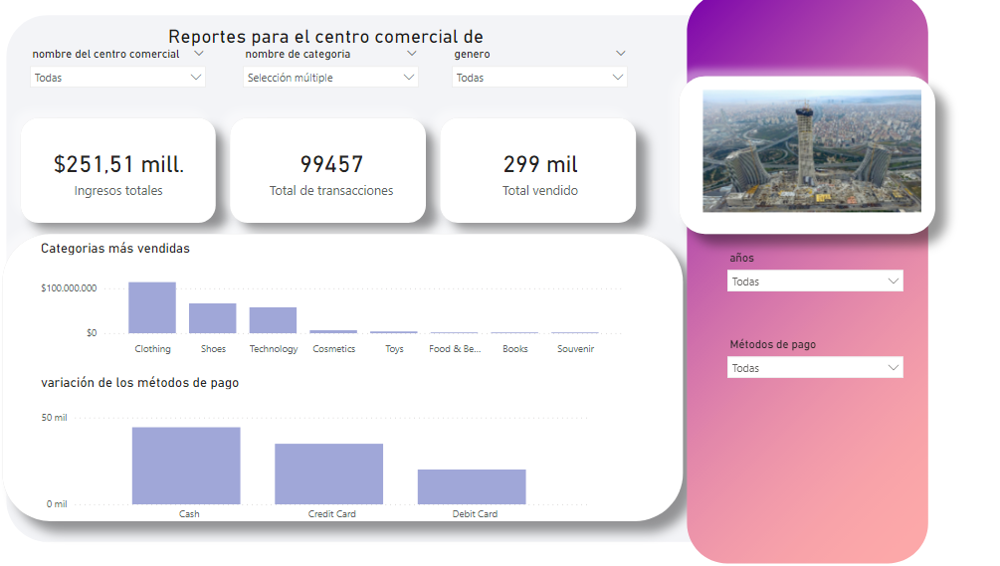 Reportes para el centro comercial de
nombre del centro comercial
nombre de categoria
genero
Todas
Selección múltiple
Todas
$251,51 mill.
Ingresos totales
99457
Total de transacciones
299 mil
Total vendido
Categorias más vendidas
$100.000.000
$0
Clothing
Shoes
Technology
Cosmetics
Toys
Food & Be...
Books
Souvenir
variación de los métodos de pago
50 mil
0 mil
Cash
Credit Card
Debit Card
años
Todas
Métodos de pago
Todas